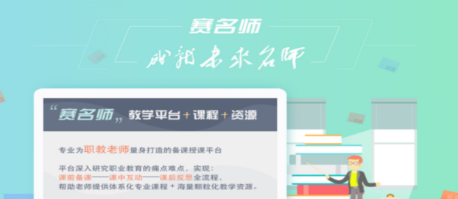 赛名师
成就未来名师
“赛名师” 教学平台+课程+资源
专业为职教老师量身打造的备课授课平台
平台深入研究职业教育的痛点难点，实现：
课前备课——课中互动——课后反思全流程，
帮助老师提供体系化专业课程+海量颗粒化教学资源。